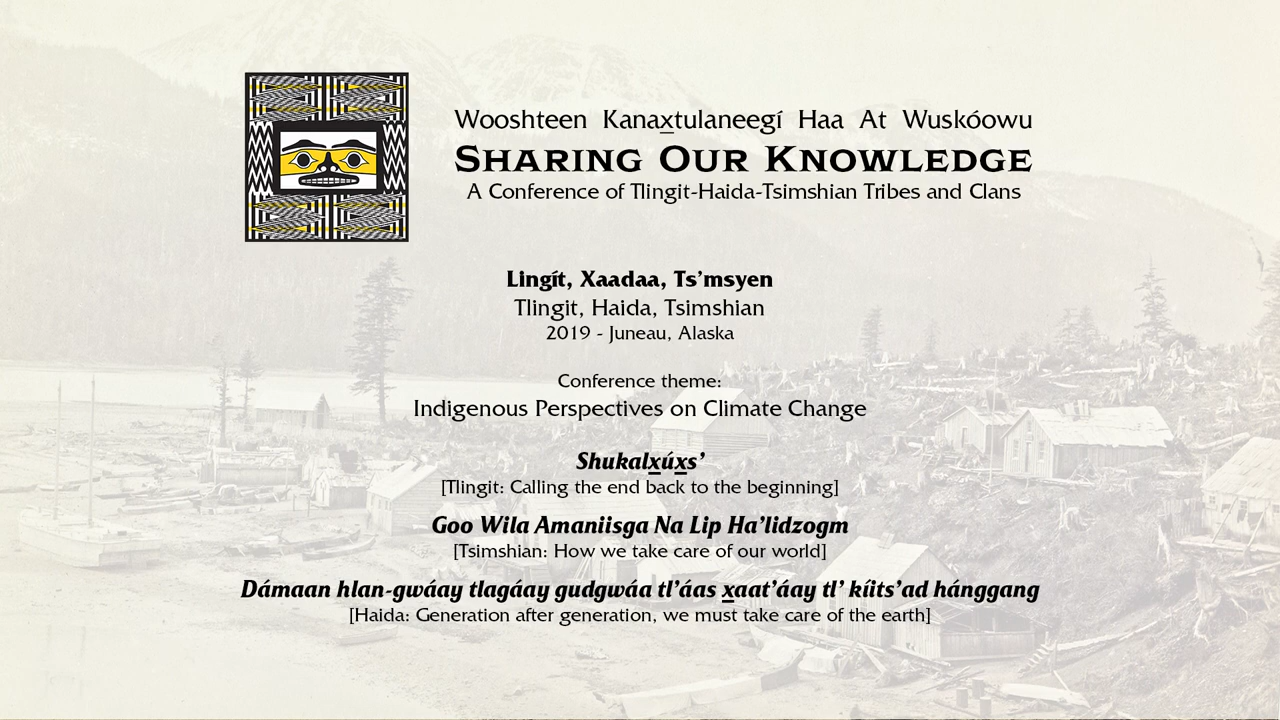 Wooshteen Kanax̲tulaneegí Haa At Wuskóowu
Sharing Our Knowledge
A Conference of Tlingit-Haida-Tsimshian Tribes and Clans
Lingít, Xaadaa, Ts’msyen
Tlingit, Haida, Tsimshian
2019 - Juneau, Alaska
Conference theme:
Indigenous Perspectives on Climate Change
Shukalx̲úx̲s’
[Tlingit: Calling the end back to the beginning]
Goo Wila Amaniisga Na Lip Ha’lidzogm
[Tsimshian: How we take care of our world]
Dámaan hlan-gwáay tlagáay gudgwáa tl’áas x̲aat’áay tl’ kíits’ad hánggang
[Haida: Generation after generation, we must take care of the earth]